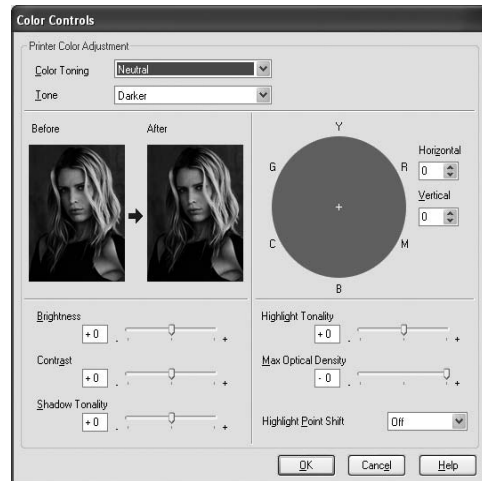 Color Controls
Printer Color Adjustment
Color Toning Neutral
Tone Darker
Before After
Y
G R
C M
B
Horizontal
0
Vertical
0
Brightness
+ 0 - +
Contrast
+ 0 - +
Shadow Tonality
+ 0 - +
Highlight Tonality
+ 0 - +
Max Optical Density
- 0 - +
Highlight Point Shift Off
OK Cancel Help